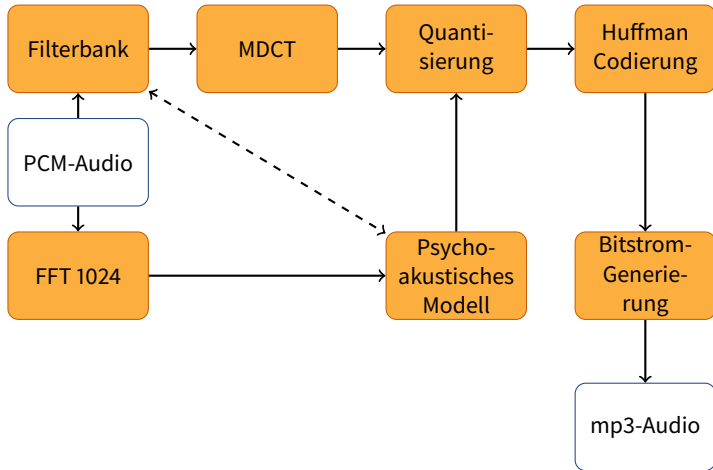 Filterbank
MDCT
Quanti-
sierung
Huffman
Codierung
PCM-Audio
FFT 1024
Psycho-
akustisches
Modell
Bitstrom-
Generie-
rung
mp3-Audio